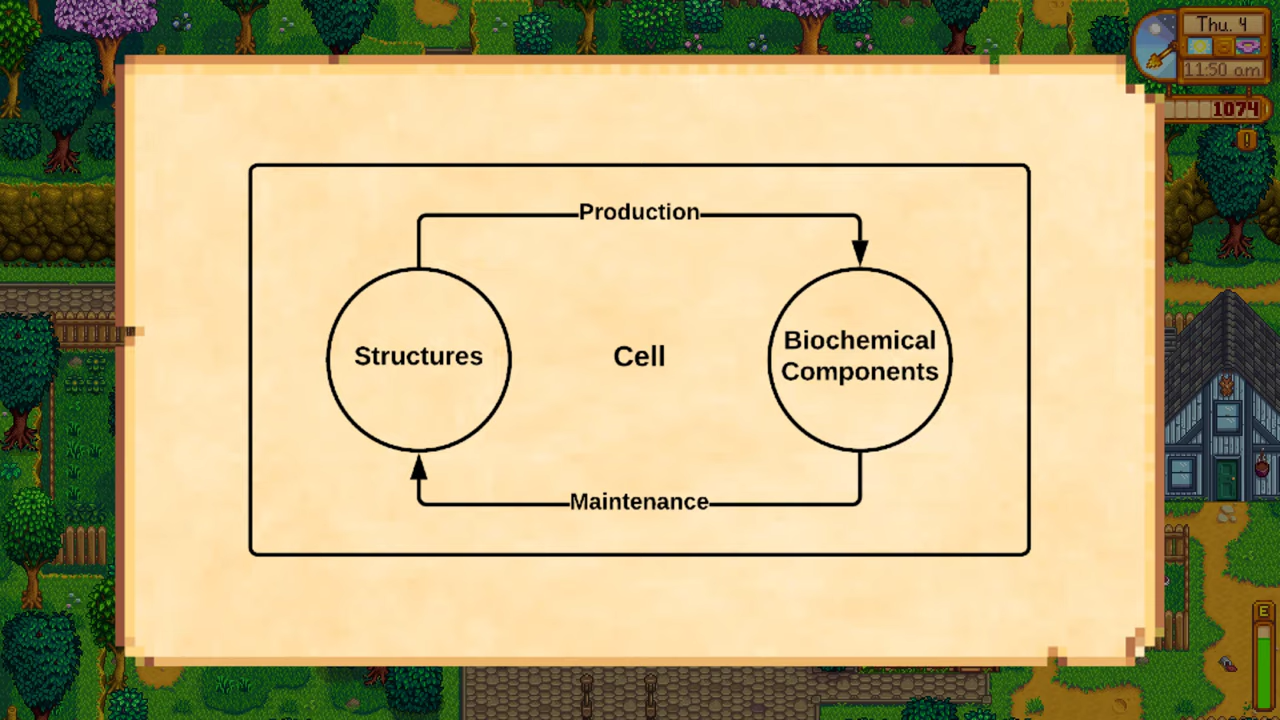 Thu. 4
11:50 am
1074
Production
Structures
Cell
Biochemical
Components
Maintenance
E